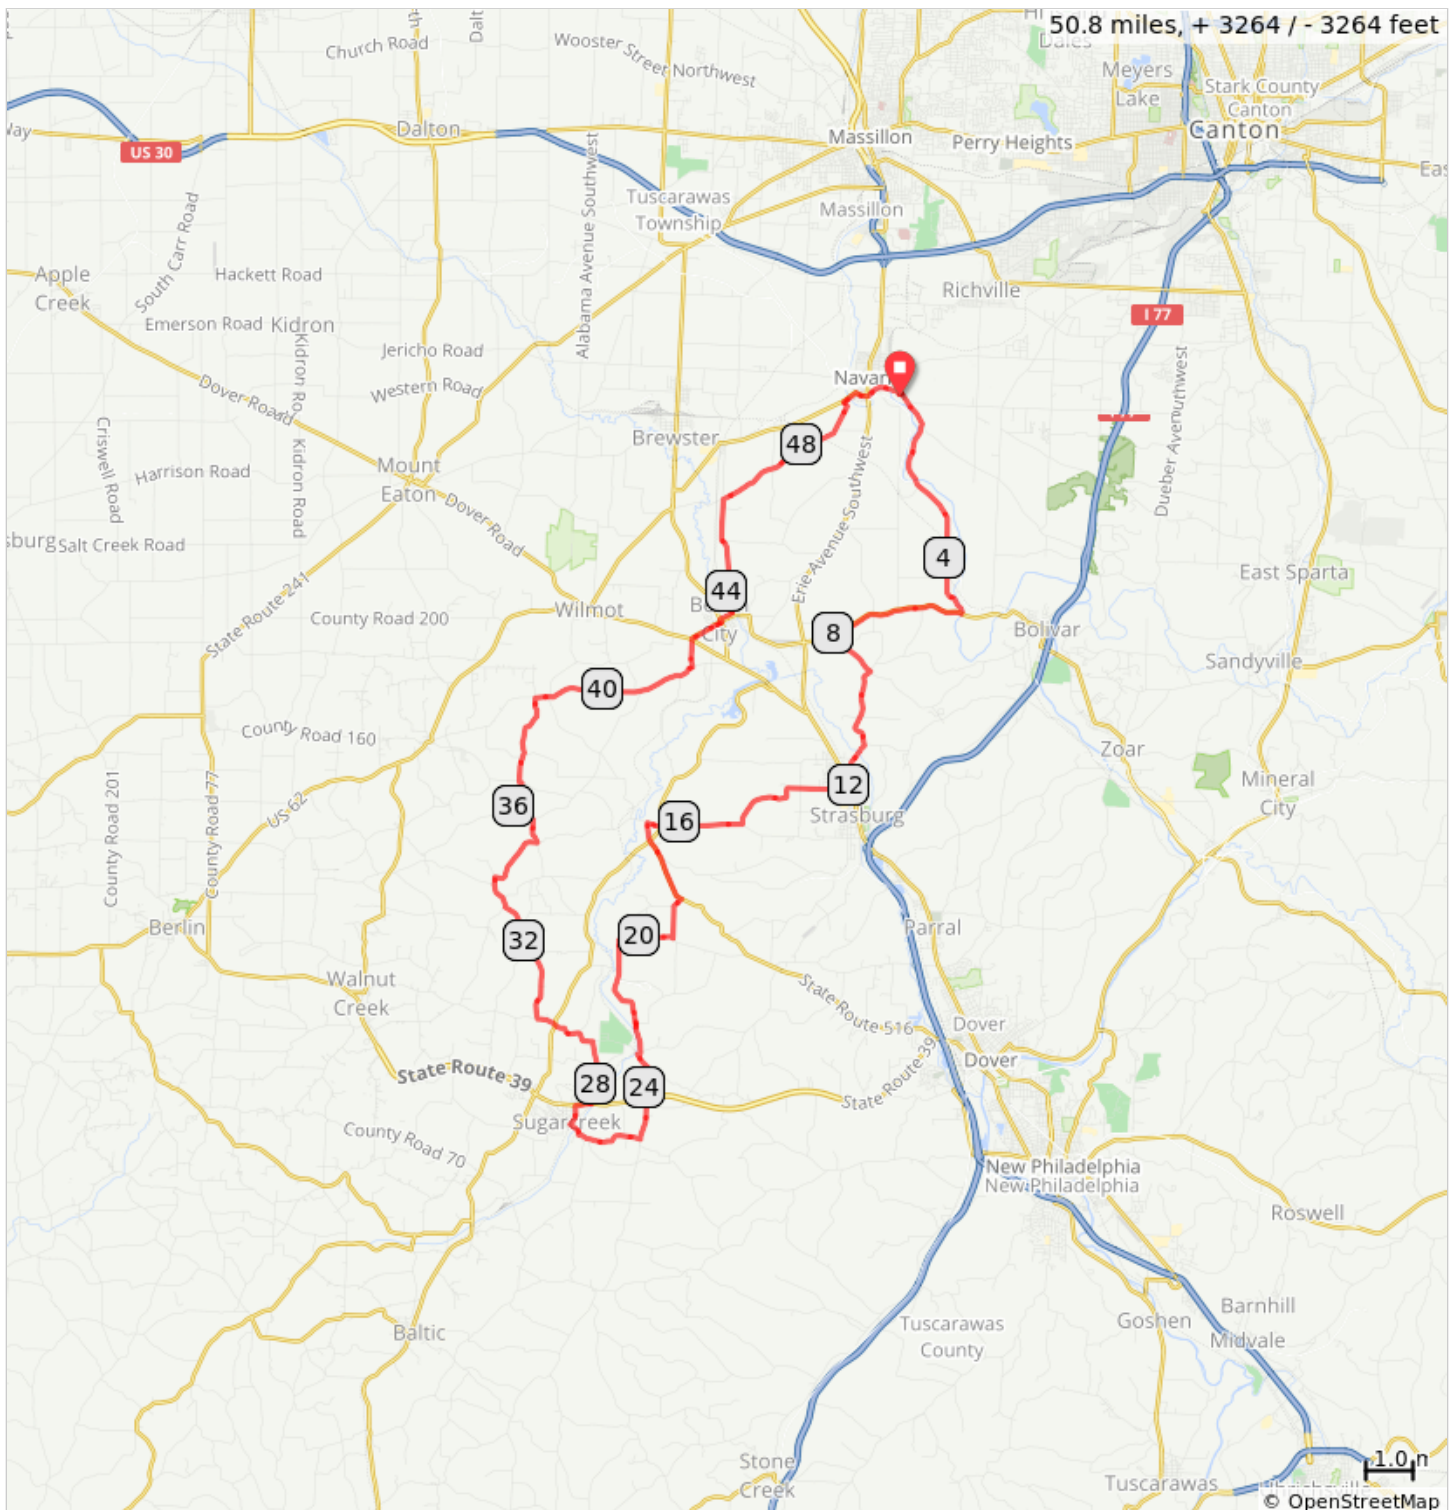 50.8 miles, + 3264 / - 3264 feet
Church Road
Wooster Street Northwest
Meyers
Lake
Stark County
Canton
Canton
Dalton
US 30
Massillon
Perry Heights
Alabama Avenue Southwest
Tuscarawas
Township
Massillon
South Carr Road
Apple
Creek
Hackett Road
Richville
I 77
Emerson Road
Kidron
Jericho Road
Western Road
Dover Road
Kidron Road
Criswell Road
Harrison Road
Mount
Eaton
Dover Road
Brewster
48
Erie Avenue Southwest
Salt Creek Road
4
East Sparta
State Route 241
County Road 200
Wilmot
44
City
8
Bolivar
Sandyville
40
County Road 160
Zoar
Mineral
City
County Road 201
County Road 77
US 62
36
12
Strasburg
16
Berlin
32
20
Parral
Walnut
Creek
State Route 516
Dover
Dover
State Route 39
State Route 39
28
24
County Road 70
New Philadelphia
New Philadelphia
Roswell
Baltic
Tuscarawas
County
Goshen
Barnhill
Midvale
Stone
Creek
Tuscarawas
© OpenStreetMap